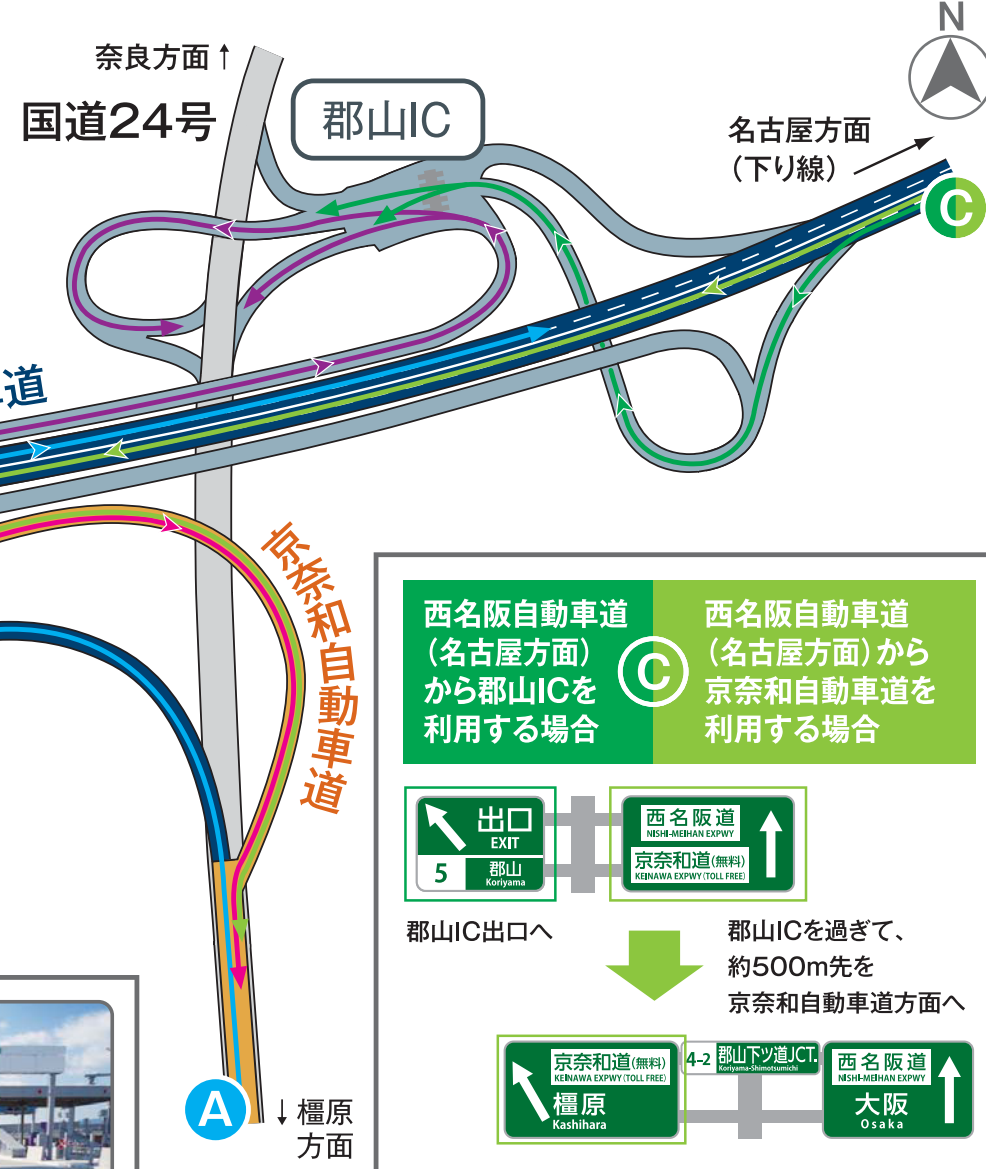 N
奈良方面↑
国道24号
郡山IC
名古屋方面
（下り線）
C
道
京奈和自動車道
A
↓橿原
方面
西名阪自動車道
（名古屋方面）
から郡山ICを
利用する場合
C
西名阪自動車道
（名古屋方面）から
京奈和自動車道を
利用する場合
出口
EXIT
5
郡山
Koriyama
西名阪道
NISHI-MEIHAN EXPWY
京奈和道(無料)
KEINAWA EXPWY(TOLL FREE)
郡山IC出口へ
郡山ICを過ぎて、
約500m先を
京奈和自動車道方面へ
京奈和道(無料)
KEINAWA EXPWY(TOLL FREE)
橿原
Kashihara
4-2 郡山下ツ道JCT.
Koriyama-Shimotsumichi
西名阪道
NISHI-MEIHAN EXPWY
大阪
Osaka